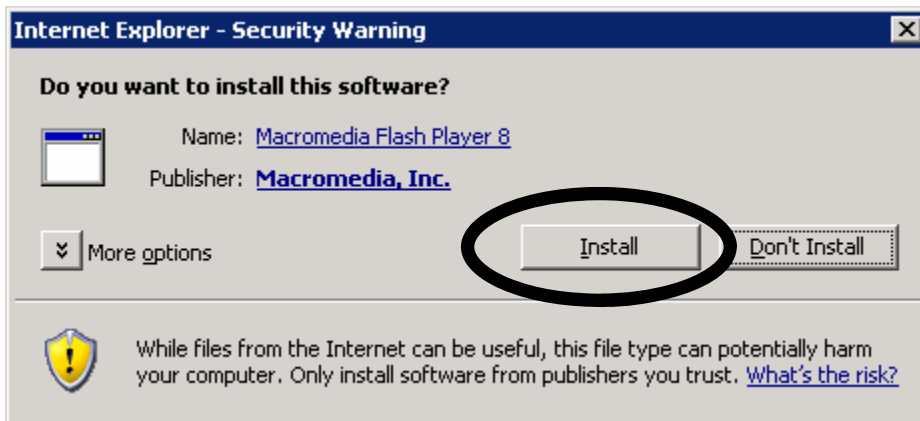 Internet Explorer - Security Warning
Do you want to install this software?
Name: Macromedia Flash Player 8
Publisher: Macromedia, Inc.
More options
Install
Don't Install
While files from the Internet can be useful, this file type can potentially harm
your computer. Only install software from publishers you trust. What's the risk?